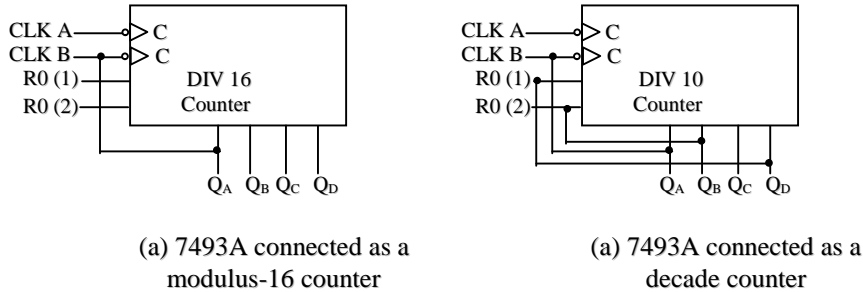 CLK A
C
CLK B
C
R0 (1)
DIV 16
R0 (2)
Counter
QA QB QC QD
(a) 7493A connected as a
modulus-16 counter
CLK A
C
CLK B
C
R0 (1)
DIV 10
R0 (2)
Counter
QA QB QC QD
(a) 7493A connected as a
decade counter